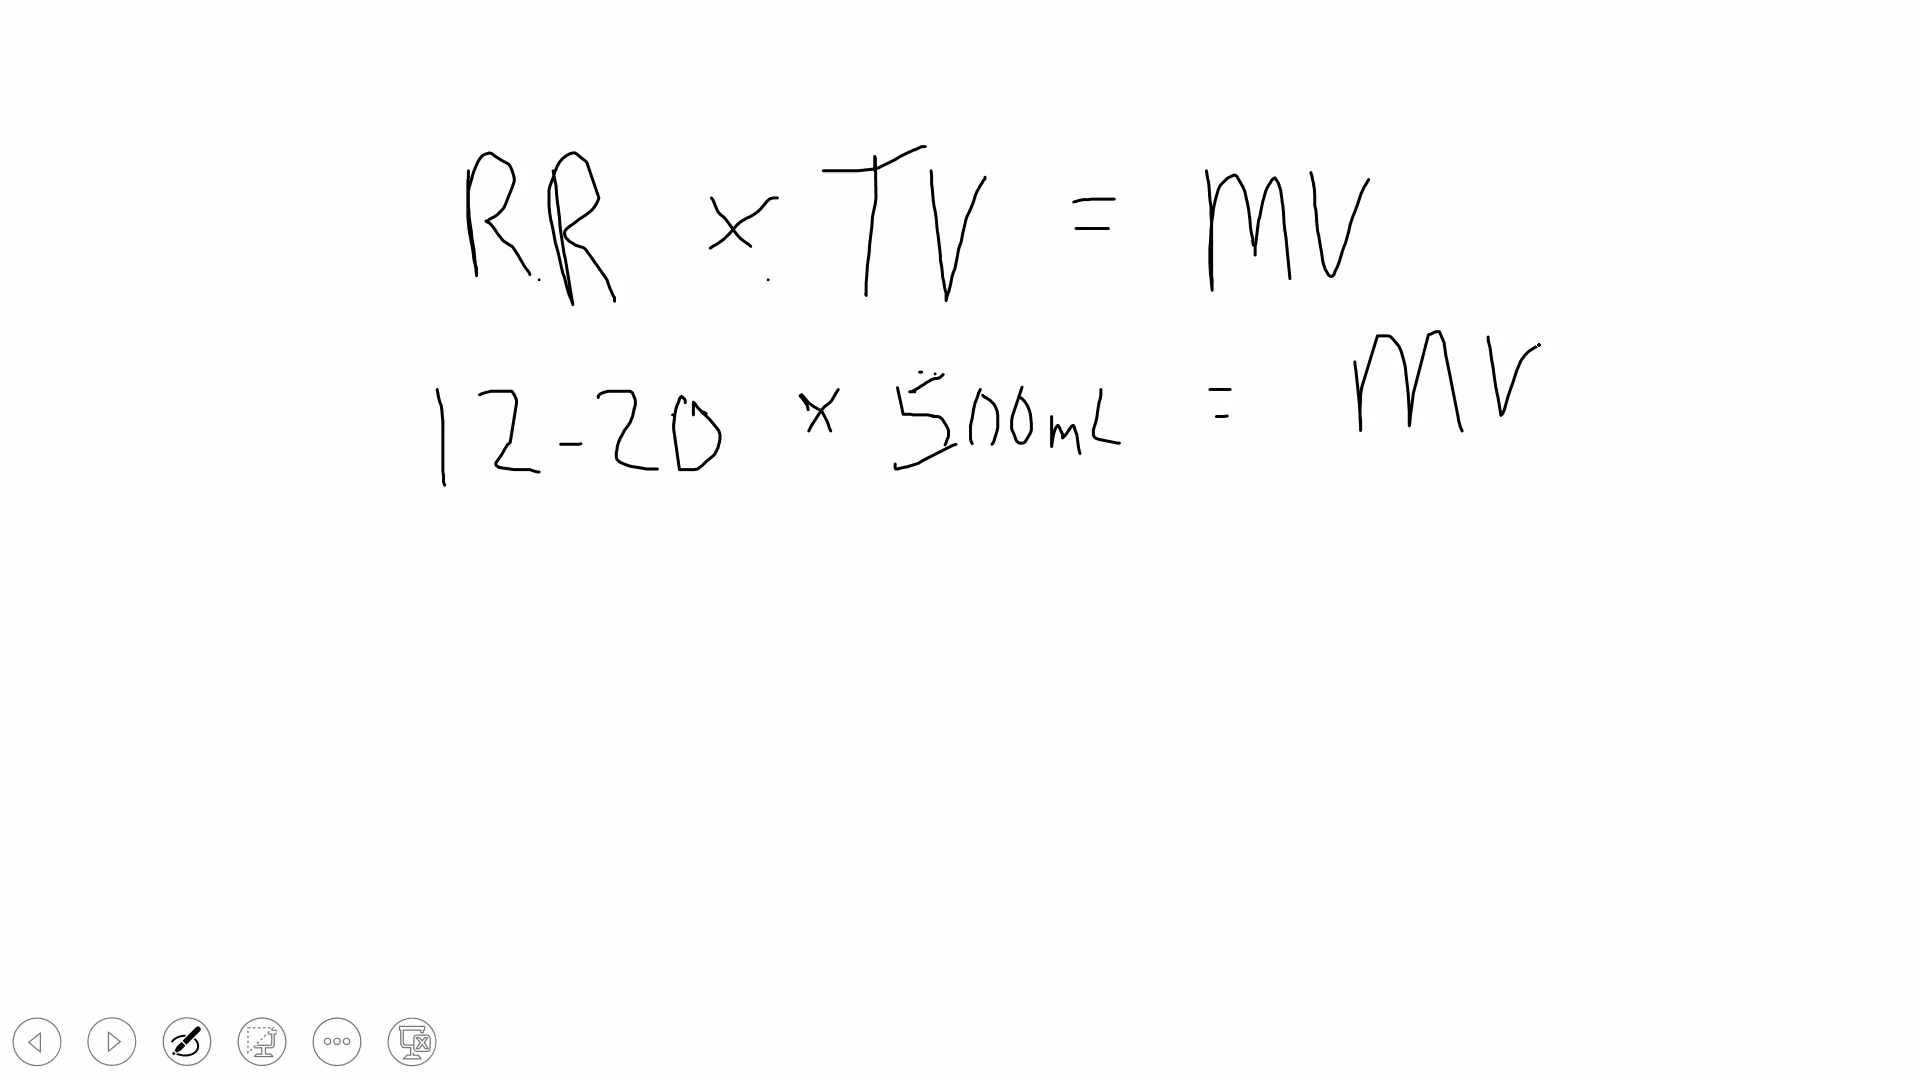 RR x TV = MV
12-20 x 500mL = MV